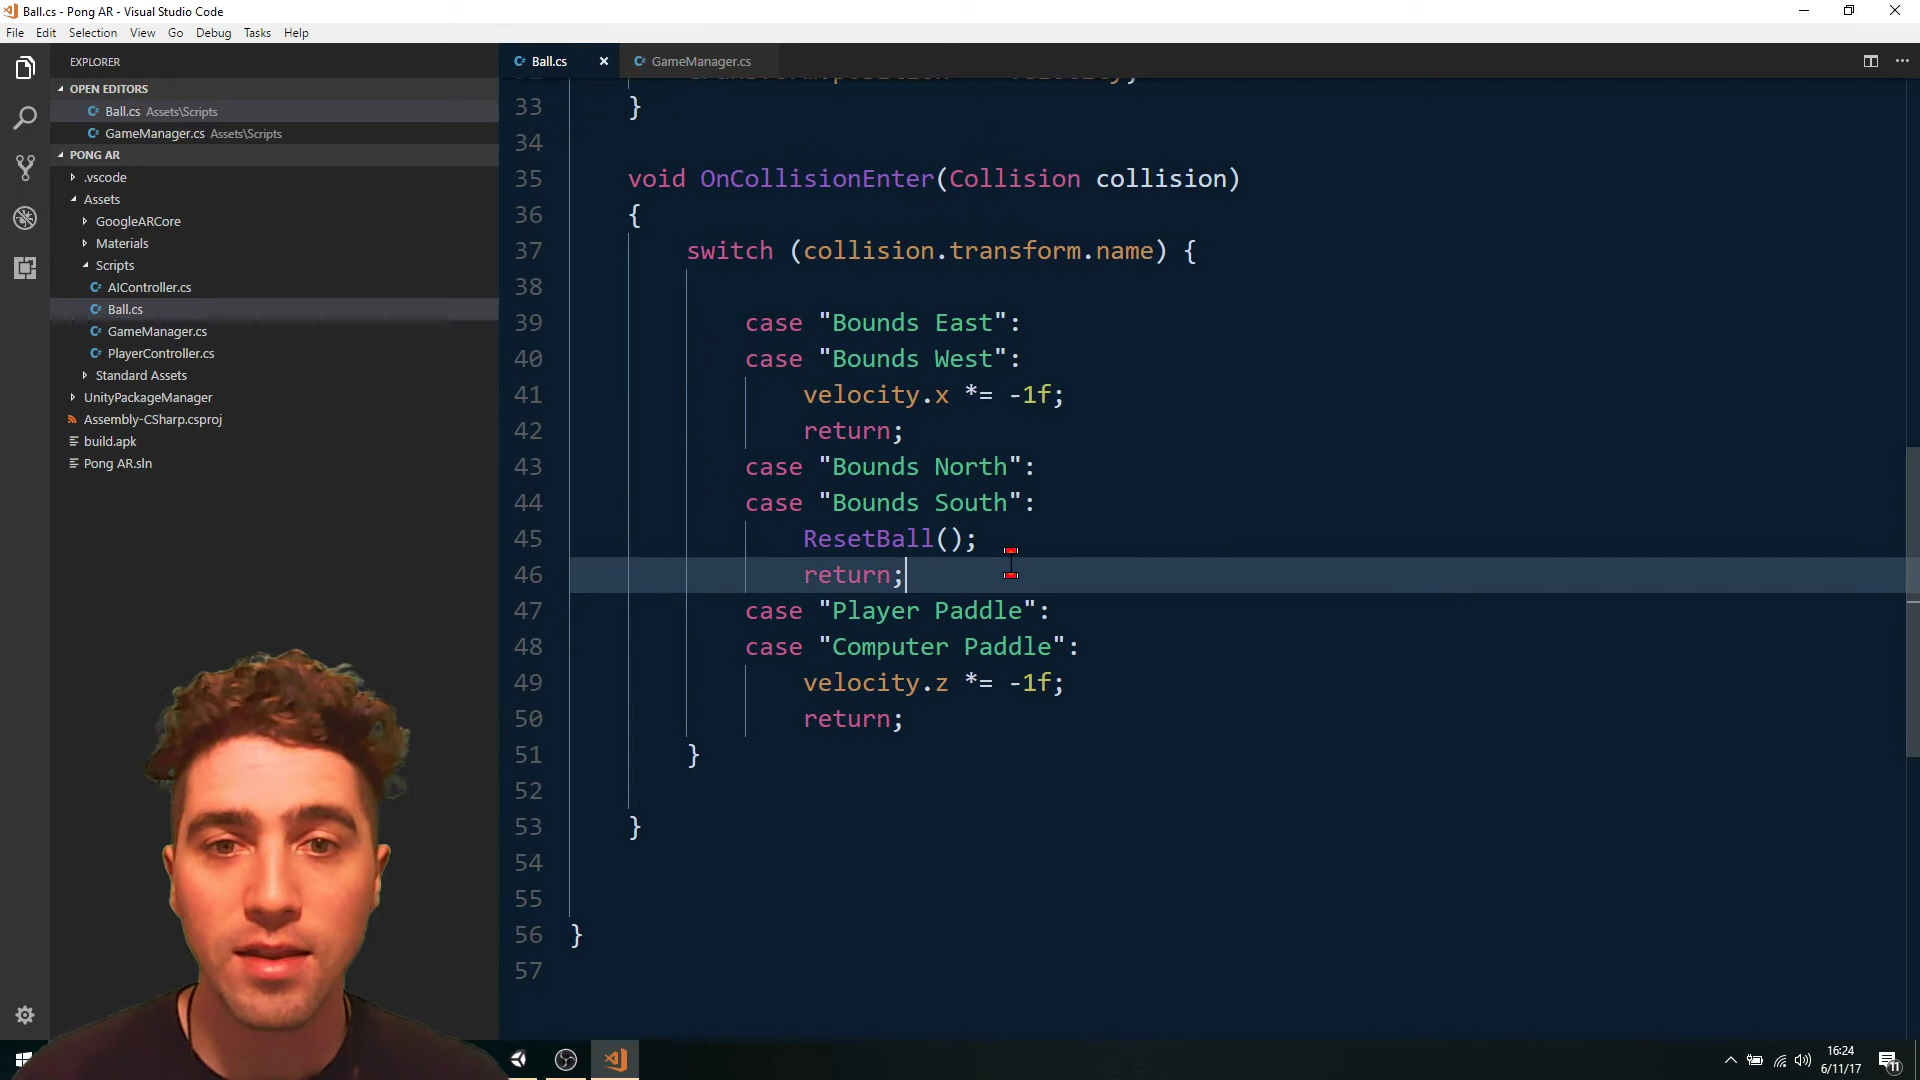 Ball.cs - Pong AR - Visual Studio Code
File Edit Selection View Go Debug Tasks Help
EXPLORER
OPEN EDITORS
Ball.cs Assets\Scripts
GameManager.cs Assets\Scripts
PONG AR
.vscode
Assets
GoogleARCore
Materials
Scripts
AIController.cs
Ball.cs
GameManager.cs
PlayerController.cs
Standard Assets
UnityPackageManager
Assembly-CSharp.csproj
build.apk
Pong AR.sln
Ball.cs GameManager.cs
33 }
34
35 void OnCollisionEnter(Collision collision)
36 {
37 switch (collision.transform.name) {
38
39 case "Bounds East":
40 case "Bounds West":
41 velocity.x *= -1f;
42 return;
43 case "Bounds North":
44 case "Bounds South":
45 ResetBall();
46 return;
47 case "Player Paddle":
48 case "Computer Paddle":
49 velocity.z *= -1f;
50 return;
51 }
52
53 }
54
55
56 }
57
16:24
6/11/17
11